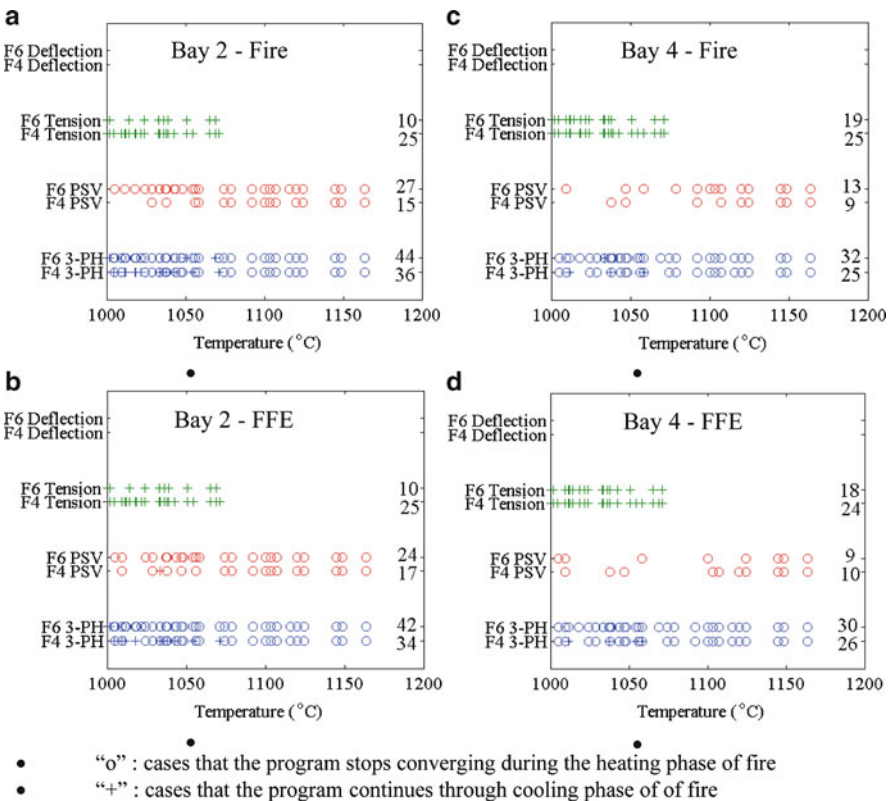 a
Bay 2 - Fire
F6 Deflection
F4 Deflection
F6 Tension 10
F4 Tension 25
F6 PSV 27
F4 PSV 15
F6 3-PH 44
F4 3-PH 36
1000 1050 1100 1150 1200
Temperature (°C)
c
Bay 4 - Fire
F6 Deflection
F4 Deflection
F6 Tension 19
F4 Tension 25
F6 PSV 13
F4 PSV 9
F6 3-PH 32
F4 3-PH 25
1000 1050 1100 1150 1200
Temperature (°C)
b
Bay 2 - FFE
F6 Deflection
F4 Deflection
F6 Tension 10
F4 Tension 25
F6 PSV 24
F4 PSV 17
F6 3-PH 42
F4 3-PH 34
1000 1050 1100 1150 1200
Temperature (°C)
d
Bay 4 - FFE
F6 Deflection
F4 Deflection
F6 Tension 18
F4 Tension 24
F6 PSV 9
F4 PSV 10
F6 3-PH 30
F4 3-PH 26
1000 1050 1100 1150 1200
Temperature (°C)
• “o” : cases that the program stops converging during the heating phase of fire
• “+” : cases that the program continues through cooling phase of of fire